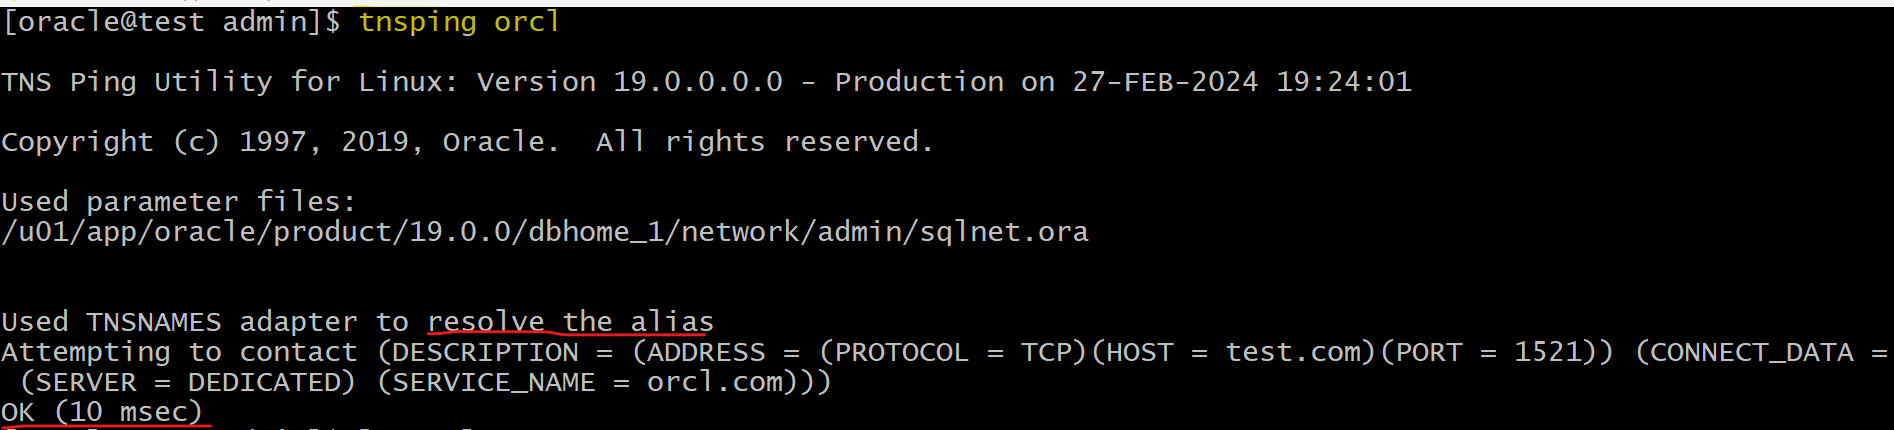 [oracle@test admin]$ tnsping orcl
TNS Ping Utility for Linux: Version 19.0.0.0.0 - Production on 27-FEB-2024 19:24:01
Copyright (c) 1997, 2019, Oracle.  All rights reserved.
Used parameter files:
/u01/app/oracle/product/19.0.0/dbhome_1/network/admin/sqlnet.ora
Used TNSNAMES adapter to resolve the alias
Attempting to contact (DESCRIPTION = (ADDRESS = (PROTOCOL = TCP)(HOST = test.com)(PORT = 1521)) (CONNECT_DATA =
 (SERVER = DEDICATED) (SERVICE_NAME = orcl.com)))
OK (10 msec)